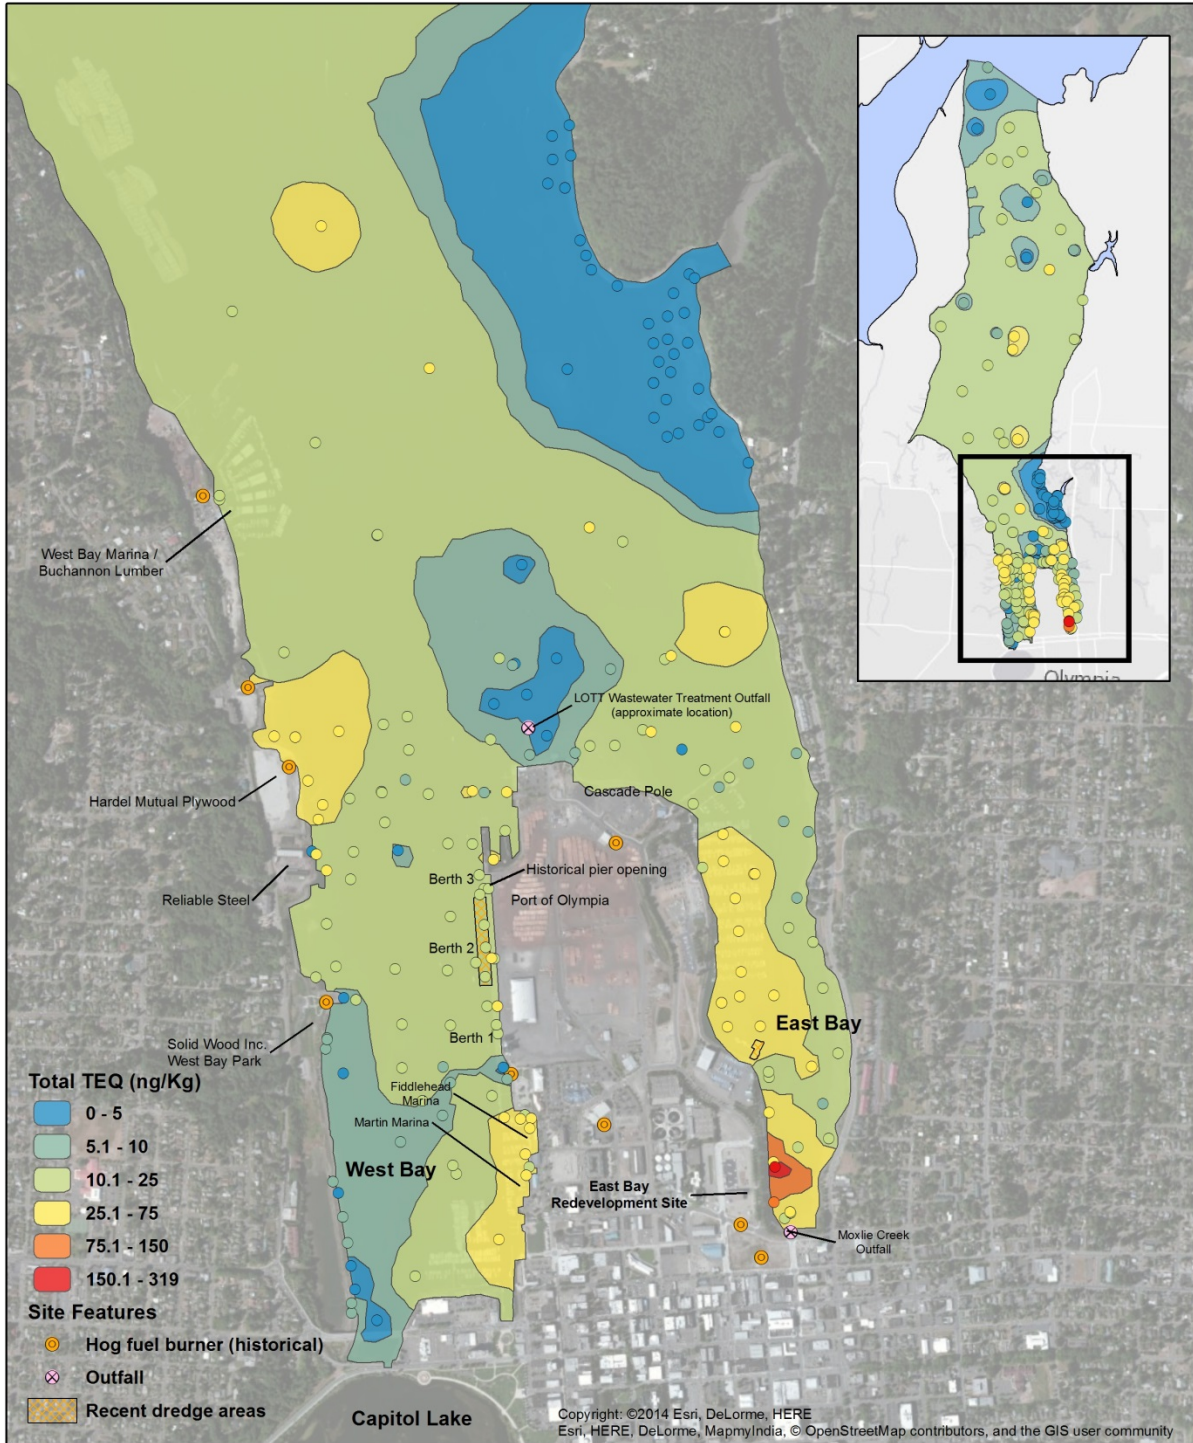 Olympia
West Bay Marina /
Buchannon Lumber
LOTT Wastewater Treatment Outfall
(approximate location)
Hardel Mutual Plywood
Cascade Pole
Historical pier opening
Berth 3
Reliable Steel
Port of Olympia
Berth 2
East Bay
Berth 1
Solid Wood Inc.
West Bay Park
Fiddlehead
Marina
Martin Marina
West Bay
East Bay
Redevelopment Site
Moxlie Creek
Outfall
Total TEQ (ng/Kg)
0 - 5
5.1 - 10
10.1 - 25
25.1 - 75
75.1 - 150
150.1 - 319
Site Features
Hog fuel burner (historical)
Outfall
Recent dredge areas
Capitol Lake
Copyright: ©2014 Esri, DeLorme, HERE
Esri, HERE, DeLorme, MapmyIndia, © OpenStreetMap contributors, and the GIS user community